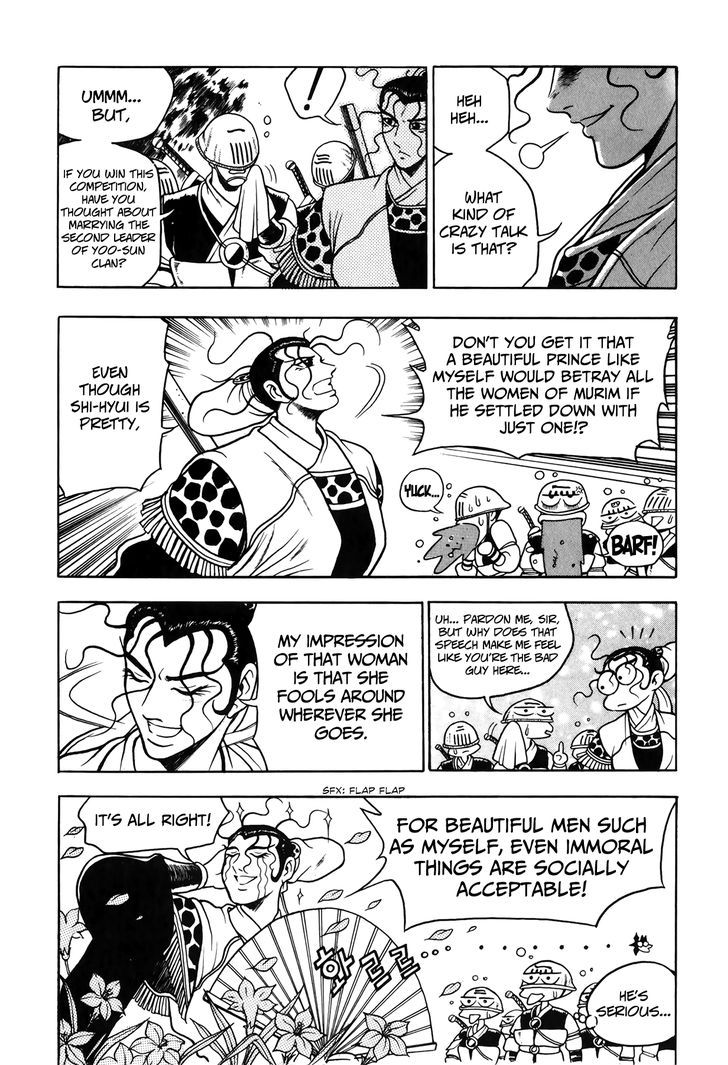 UMMM...
BUT,
IF YOU WIN THIS
COMPETITION,
HAVE YOU
THOUGHT ABOUT
MARRYING THE
SECOND LEADER
OF YOO-SUN
CLAN?
!
HEH
HEH...
WHAT
KIND OF
CRAZY TALK
IS THAT?
EVEN
THOUGH
SHI-HYUI IS
PRETTY,
DON'T YOU GET IT THAT
A BEAUTIFUL PRINCE LIKE
MYSELF WOULD BETRAY ALL
THE WOMEN OF MURIM IF
HE SETTLED DOWN WITH
JUST ONE!?
YUCK...
BARF!
MY IMPRESSION
OF THAT WOMAN
IS THAT SHE
FOOLS AROUND
WHEREVER SHE
GOES.
UH... PARDON ME, SIR,
BUT WHY DOES THAT
SPEECH MAKE ME FEEL
LIKE YOU'RE THE BAD
GUY HERE...
SFX: FLAP FLAP
IT'S ALL RIGHT!
FOR BEAUTIFUL MEN SUCH
AS MYSELF, EVEN IMMORAL
THINGS ARE SOCIALLY
ACCEPTABLE!
화르르
HE'S
SERIOUS...